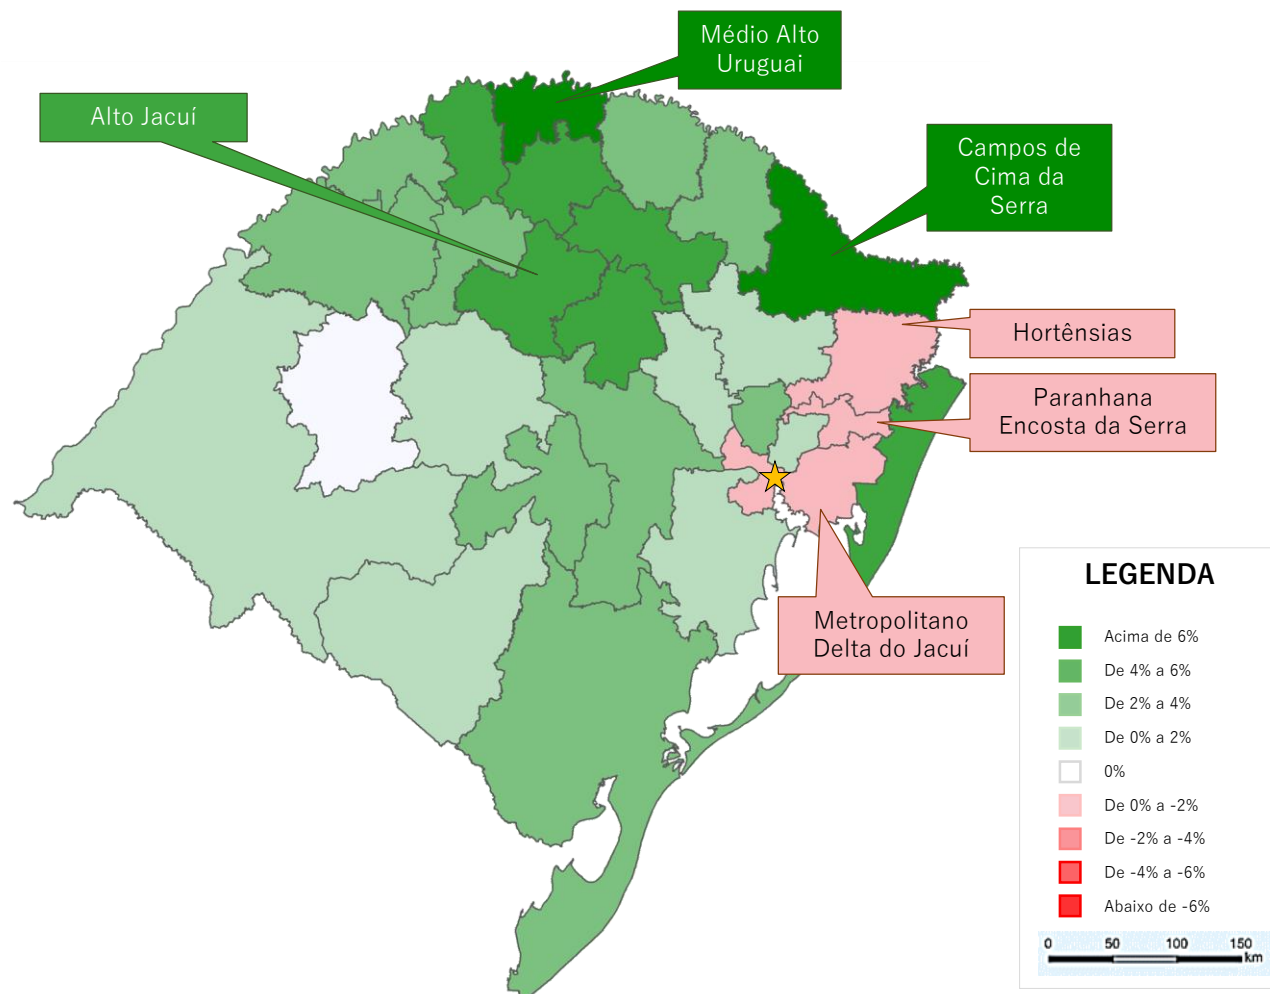 Médio Alto
Uruguai
Alto Jacuí
Campos de
Cima da
Serra
Hortênsias
Paranhana
Encosta da Serra
Metropolitano
Delta do Jacuí
LEGENDA
Acima de 6%
De 4% a 6%
De 2% a 4%
De 0% a 2%
0%
De 0% a -2%
De -2% a -4%
De -4% a -6%
Abaixo de -6%
0 50 100 150
km